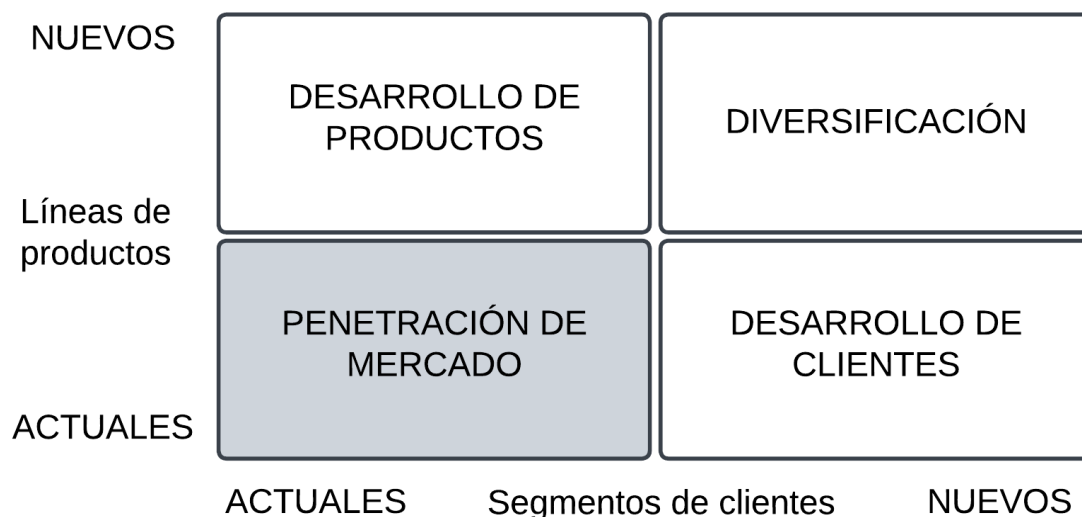 NUEVOS
DESARROLLO DE
PRODUCTOS
DIVERSIFICACIÓN
Líneas de
productos
PENETRACIÓN DE
MERCADO
DESARROLLO DE
CLIENTES
ACTUALES
ACTUALES
Segmentos de clientes
NUEVOS